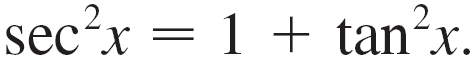 sec²x = 1 + tan²x.